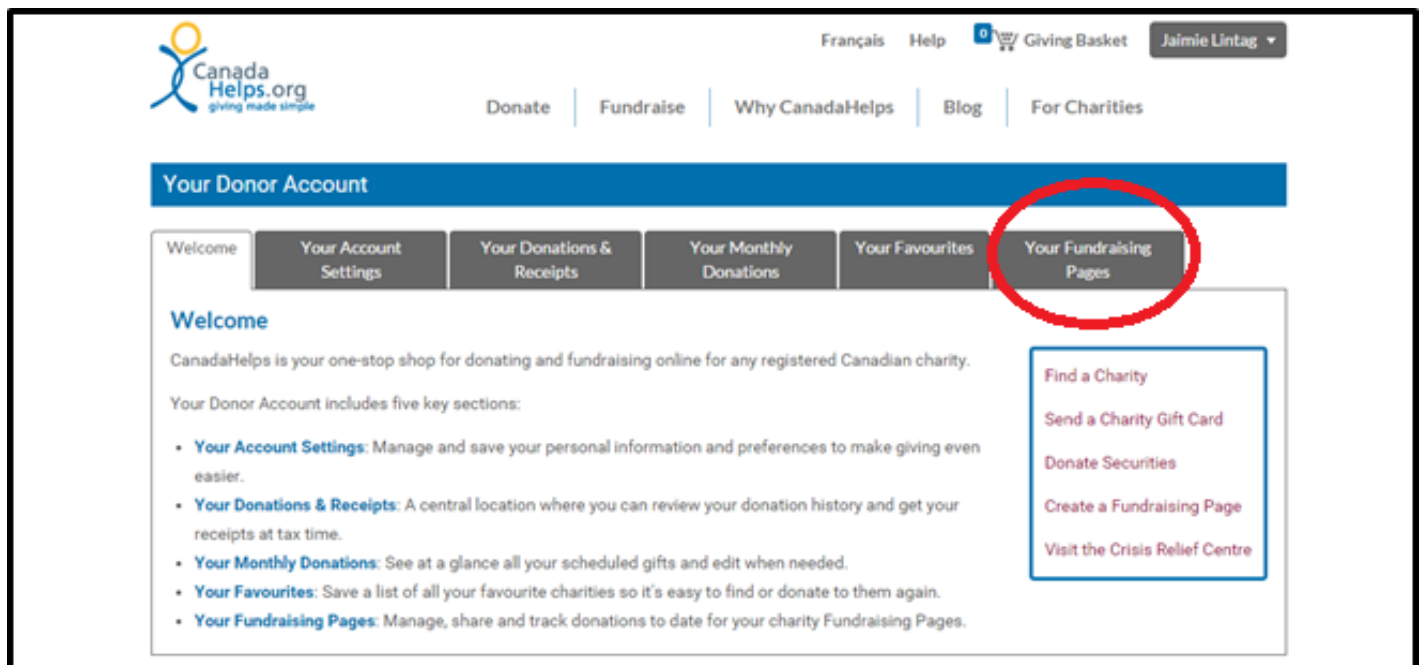 Français Help 0 Giving Basket Jaimie Lintag
Canada
Helps.org
giving made simple
Donate Fundraise Why CanadaHelps Blog For Charities
Your Donor Account
Welcome Your Account Settings Your Donations & Receipts Your Monthly Donations Your Favourites Your Fundraising Pages
Welcome
CanadaHelps is your one-stop shop for donating and fundraising online for any registered Canadian charity.
Your Donor Account includes five key sections:
• Your Account Settings: Manage and save your personal information and preferences to make giving even
easier.
• Your Donations & Receipts: A central location where you can review your donation history and get your
receipts at tax time.
• Your Monthly Donations: See at a glance all your scheduled gifts and edit when needed.
• Your Favourites: Save a list of all your favourite charities so it's easy to find or donate to them again.
• Your Fundraising Pages: Manage, share and track donations to date for your charity Fundraising Pages.
Find a Charity
Send a Charity Gift Card
Donate Securities
Create a Fundraising Page
Visit the Crisis Relief Centre